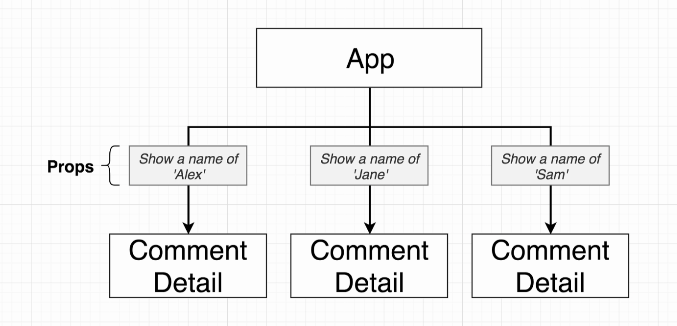 App
Props
Show a name of
'Alex'
Show a name of
'Jane'
Show a name of
'Sam'
Comment
Detail
Comment
Detail
Comment
Detail